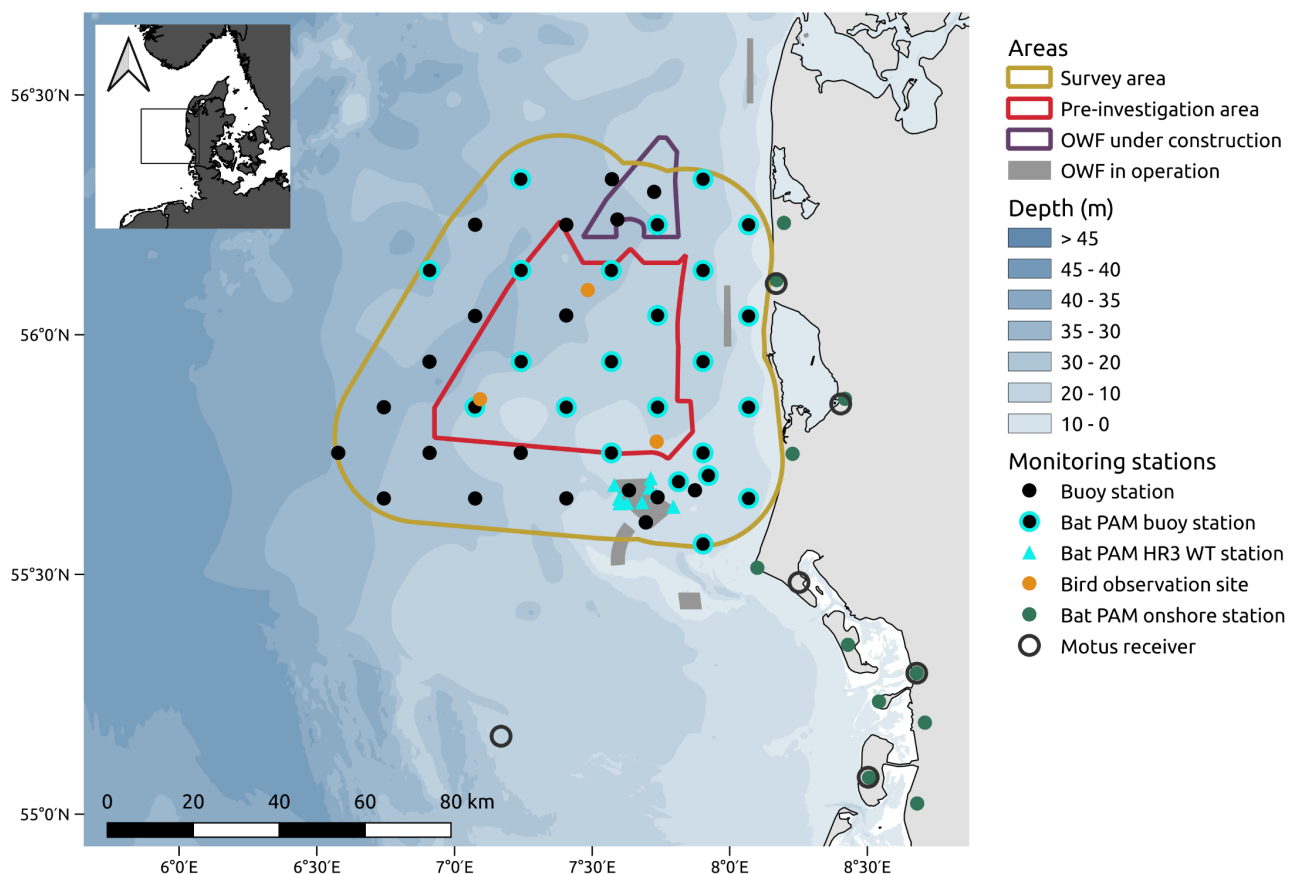 56°30′N
56°0′N
55°30′N
55°0′N
0 20 40 60 80 km
6°0′E 6°30′E 7°0′E 7°30′E 8°0′E 8°30′E
Areas
Survey area
Pre-investigation area
OWF under construction
OWF in operation
Depth (m)
> 45
45 - 40
40 - 35
35 - 30
30 - 20
20 - 10
10 - 0
Monitoring stations
Buoy station
Bat PAM buoy station
Bat PAM HR3 WT station
Bird observation site
Bat PAM onshore station
Motus receiver